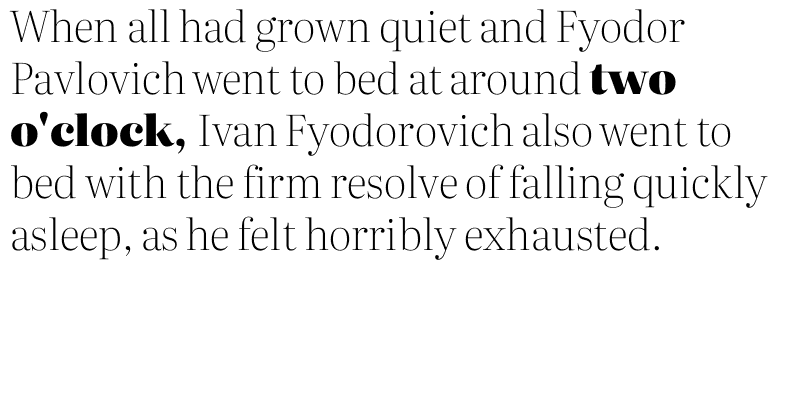 When all had grown quiet and Fyodor
Pavlovich went to bed at around two
o'clock, Ivan Fyodorovich also went to
bed with the firm resolve of falling quickly
asleep, as he felt horribly exhausted.